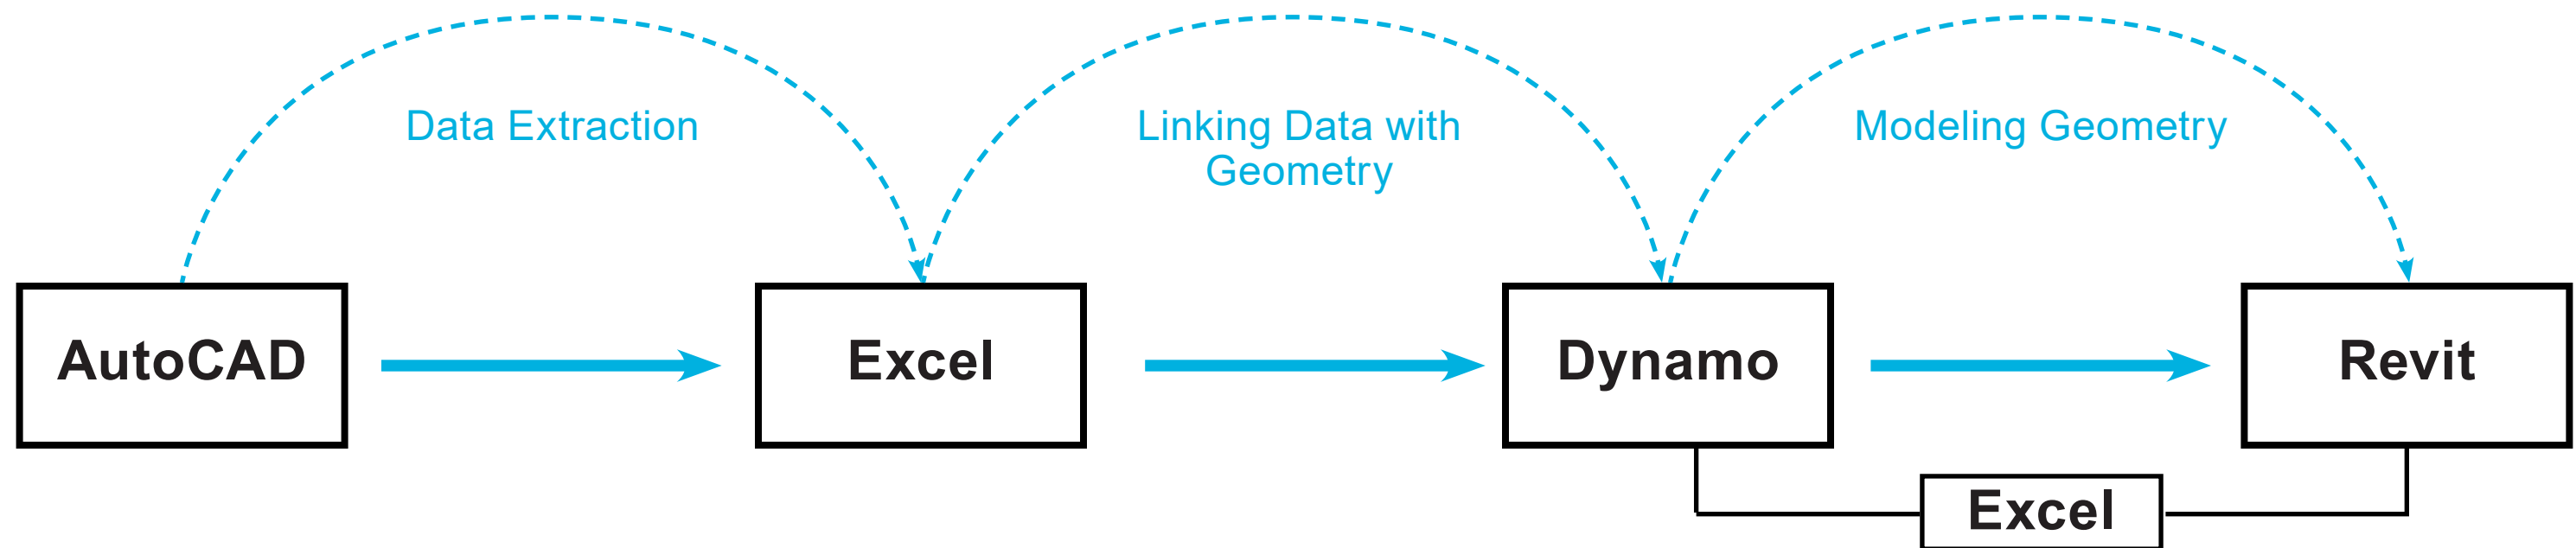 Data Extraction
Linking Data with
Geometry
Modeling Geometry
AutoCAD
Excel
Dynamo
Revit
Excel